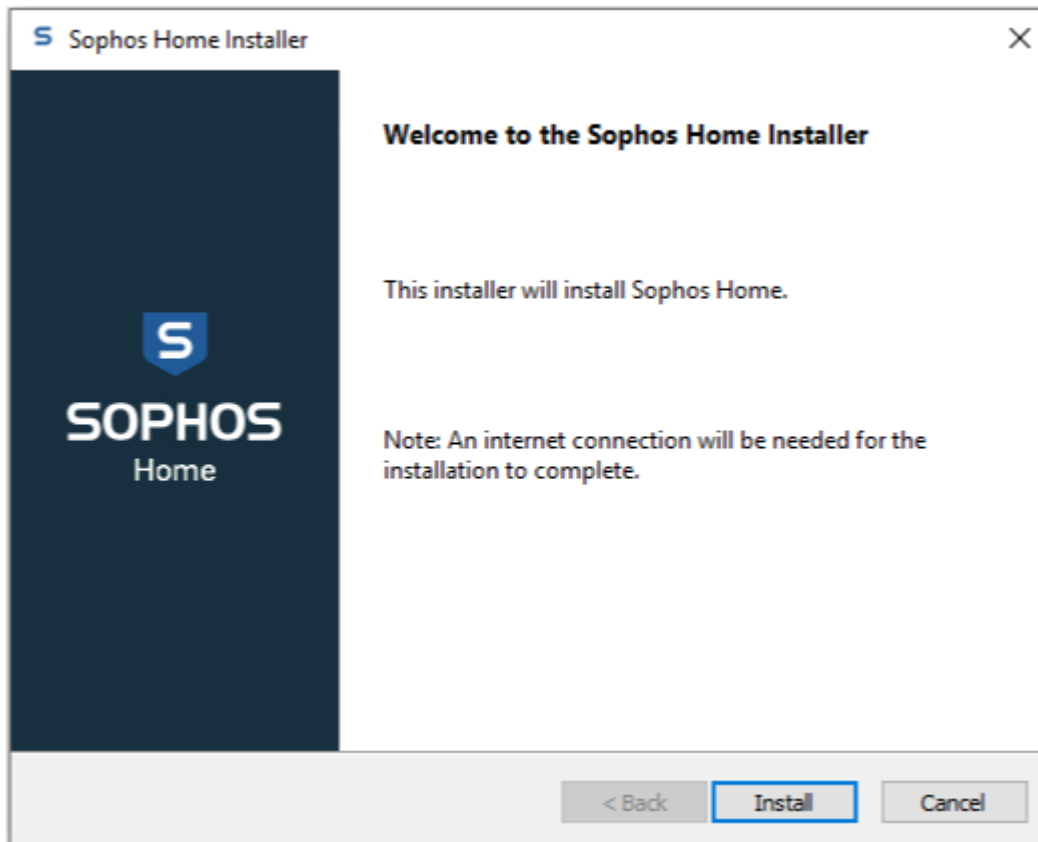 S Sophos Home Installer
Welcome to the Sophos Home Installer
This installer will install Sophos Home.
S
SOPHOS
Home
Note: An internet connection will be needed for the
installation to complete.
< Back Install Cancel